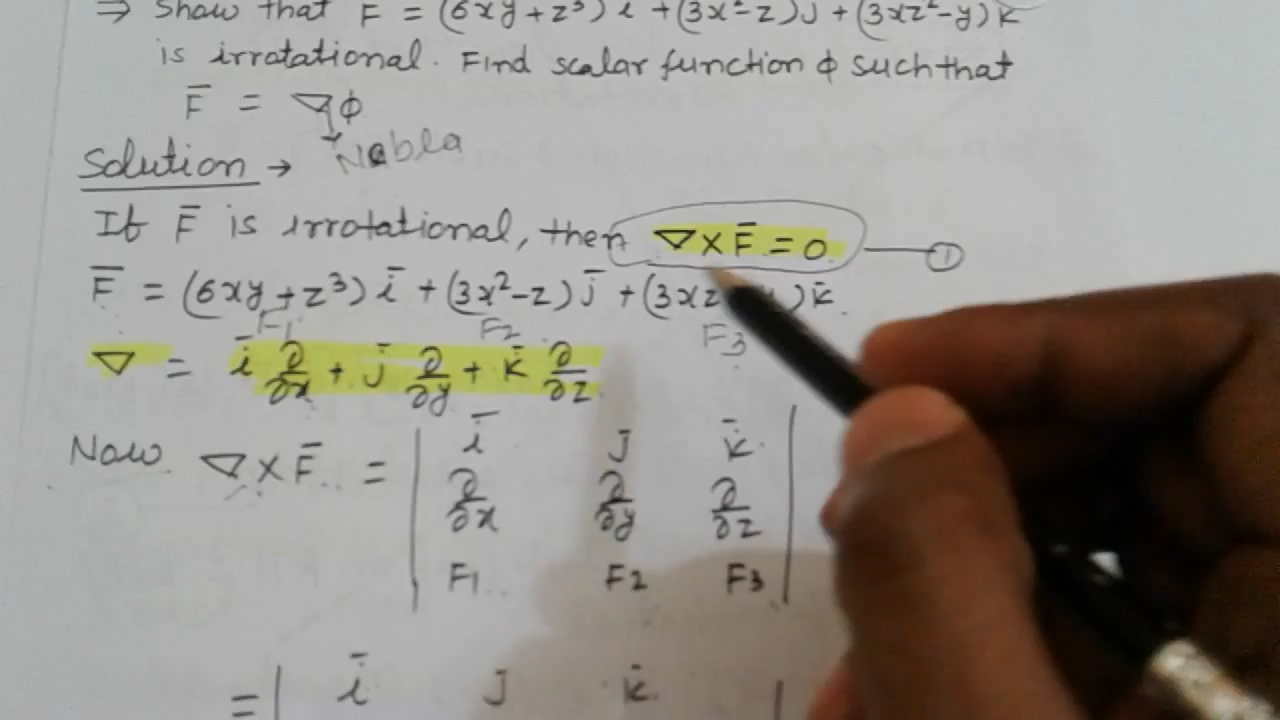 ⇒ Show that F = (6xy+z³)i + (3x²-z)j + (3xz²-y)k
is irrotational. Find scalar function ϕ such that
F̄ = ∇ϕ
Nabla
Solution →
If F̄ is irrotational, then ∇×F̄ = 0 ①
F̄ = (6xy+z³)ī + (3x²-z)j̄ + (3xz )k̄.
F1 F2 F3
∇ = ī ∂/∂x + j ∂/∂y + k̄ ∂/∂z
Now ∇×F̄ = | ī j k̄ |
∂/∂x ∂/∂y ∂/∂z
F1 F2 F3
= | ī j k̄ |